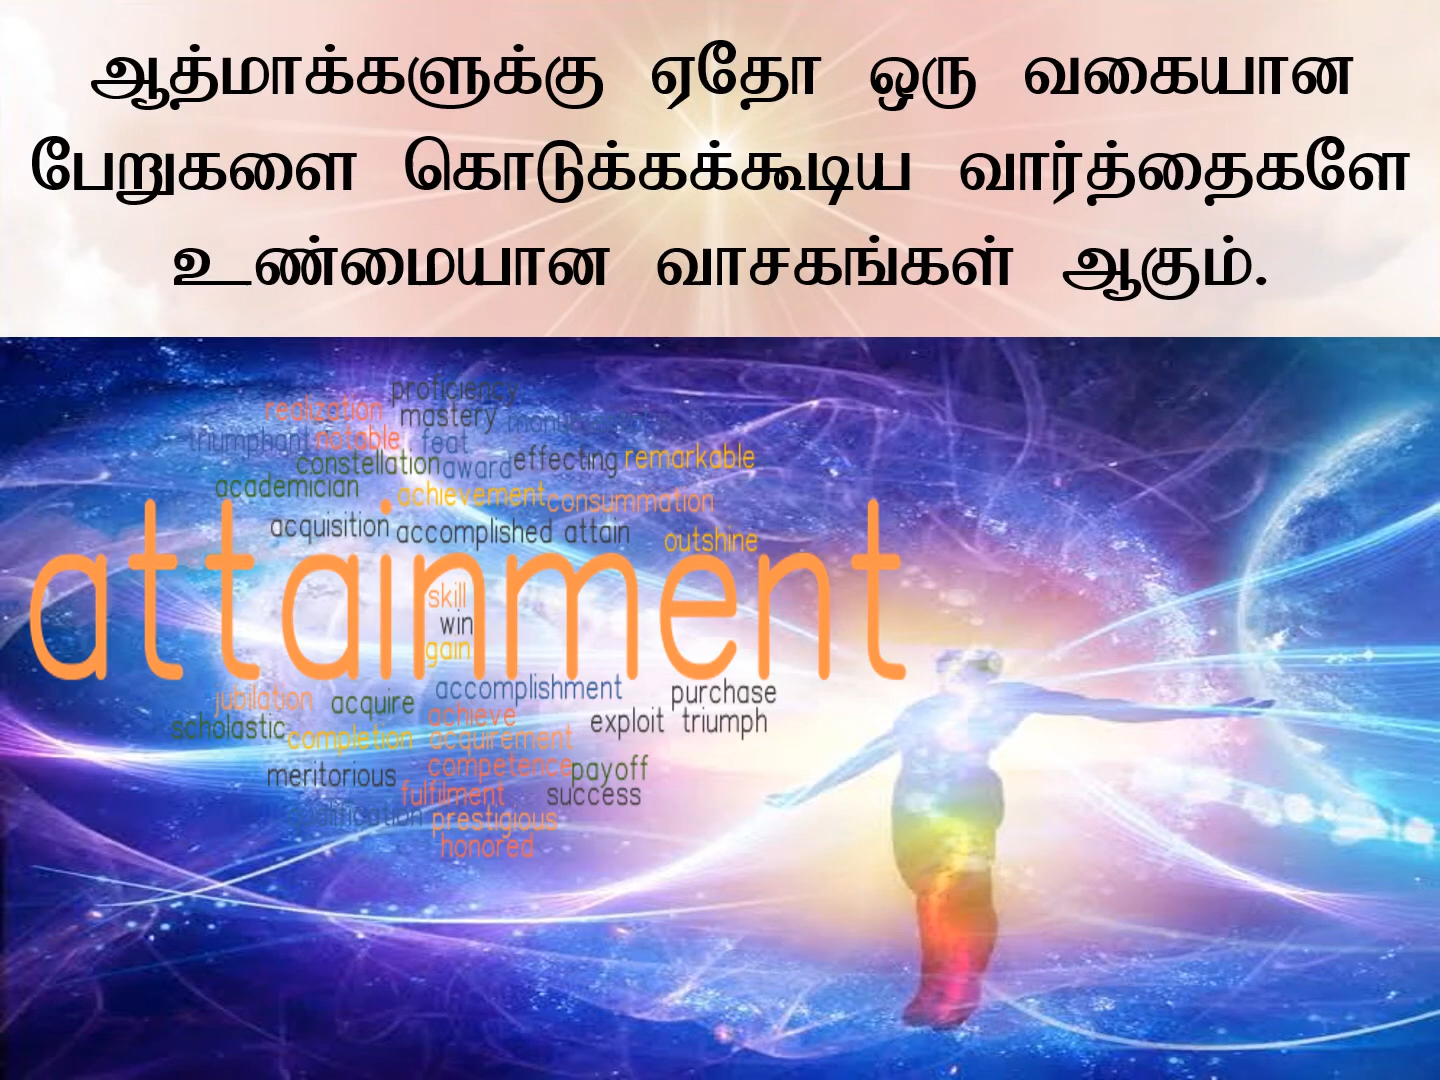 ஆத்மாக்களுக்கு ஏதோ ஒரு வகையான
பேறுகளை கொடுக்கக்கூடிய வார்த்தைகளே
உண்மையான வாசகங்கள் ஆகும்.
proficiency
realization mastery
triumphant notable feat
constellation award effecting remarkable
academician achievement consummation
acquisition accomplished attain outshine
attainment
skill
win
gain
jubilation acquire accomplishment purchase
scholastic achieve exploit triumph
completion acquirement
meritorious competence payoff
fulfilment success
qualification prestigious
honored